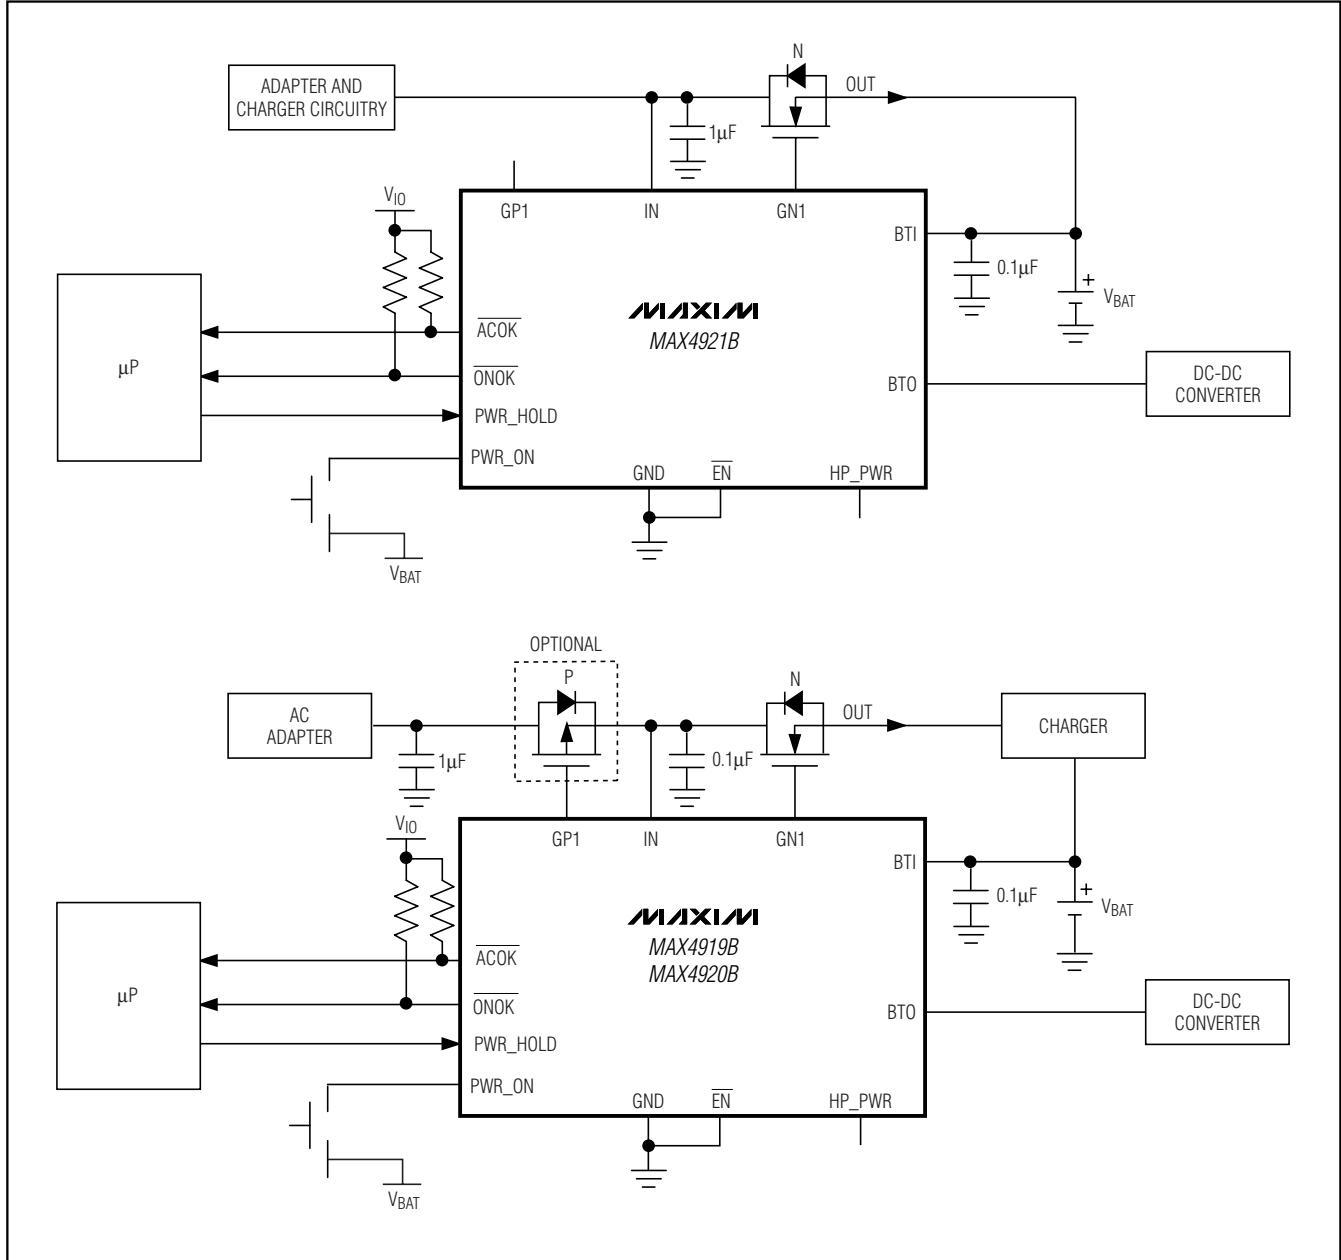 N
ADAPTER AND
CHARGER CIRCUITRY
OUT
1µF
V_IO
GP1
IN
GN1
BTI
0.1µF
+
V_BAT
MAXIM
MAX4921B
µP
ACOK
ONOK
PWR_HOLD
PWR_ON
BTO
DC-DC
CONVERTER
GND
EN
HP_PWR
V_BAT
OPTIONAL
P
N
AC
ADAPTER
OUT
CHARGER
1µF
0.1µF
V_IO
GP1
IN
GN1
BTI
0.1µF
+
V_BAT
MAXIM
MAX4919B
MAX4920B
µP
ACOK
ONOK
PWR_HOLD
PWR_ON
BTO
DC-DC
CONVERTER
GND
EN
HP_PWR
V_BAT